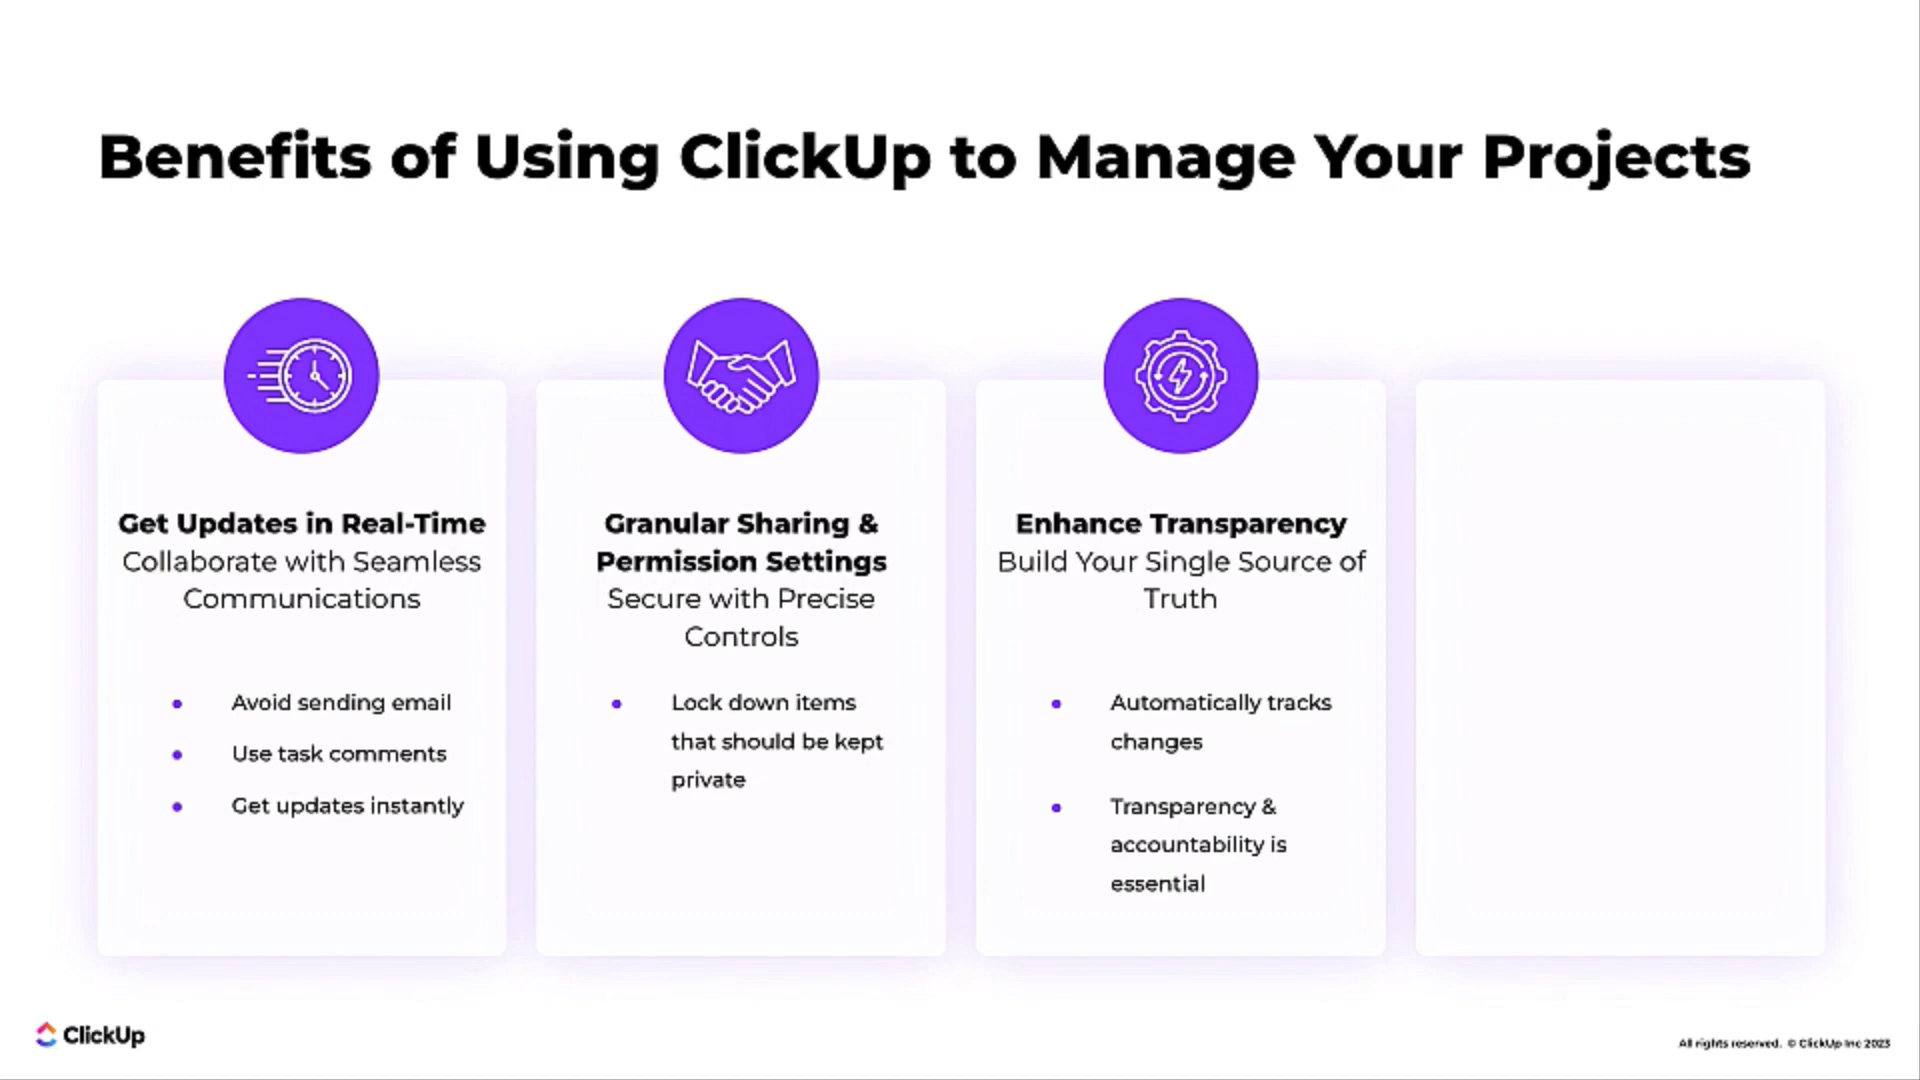 Benefits of Using ClickUp to Manage Your Projects
Get Updates in Real-Time
Collaborate with Seamless
Communications
Avoid sending email
Use task comments
Get updates instantly
Granular Sharing &
Permission Settings
Secure with Precise
Controls
Lock down items
that should be kept
private
Enhance Transparency
Build Your Single Source of
Truth
Automatically tracks
changes
Transparency &
accountability is
essential
ClickUp
All rights reserved. © ClickUp Inc 2023